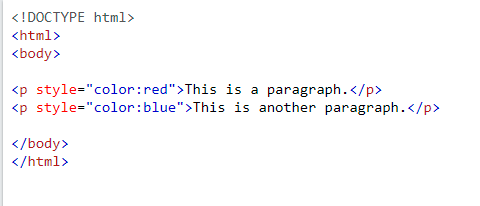 <!DOCTYPE html>
<html>
<body>
<p style="color:red">This is a paragraph.</p>
<p style="color:blue">This is another paragraph.</p>
</body>
</html>